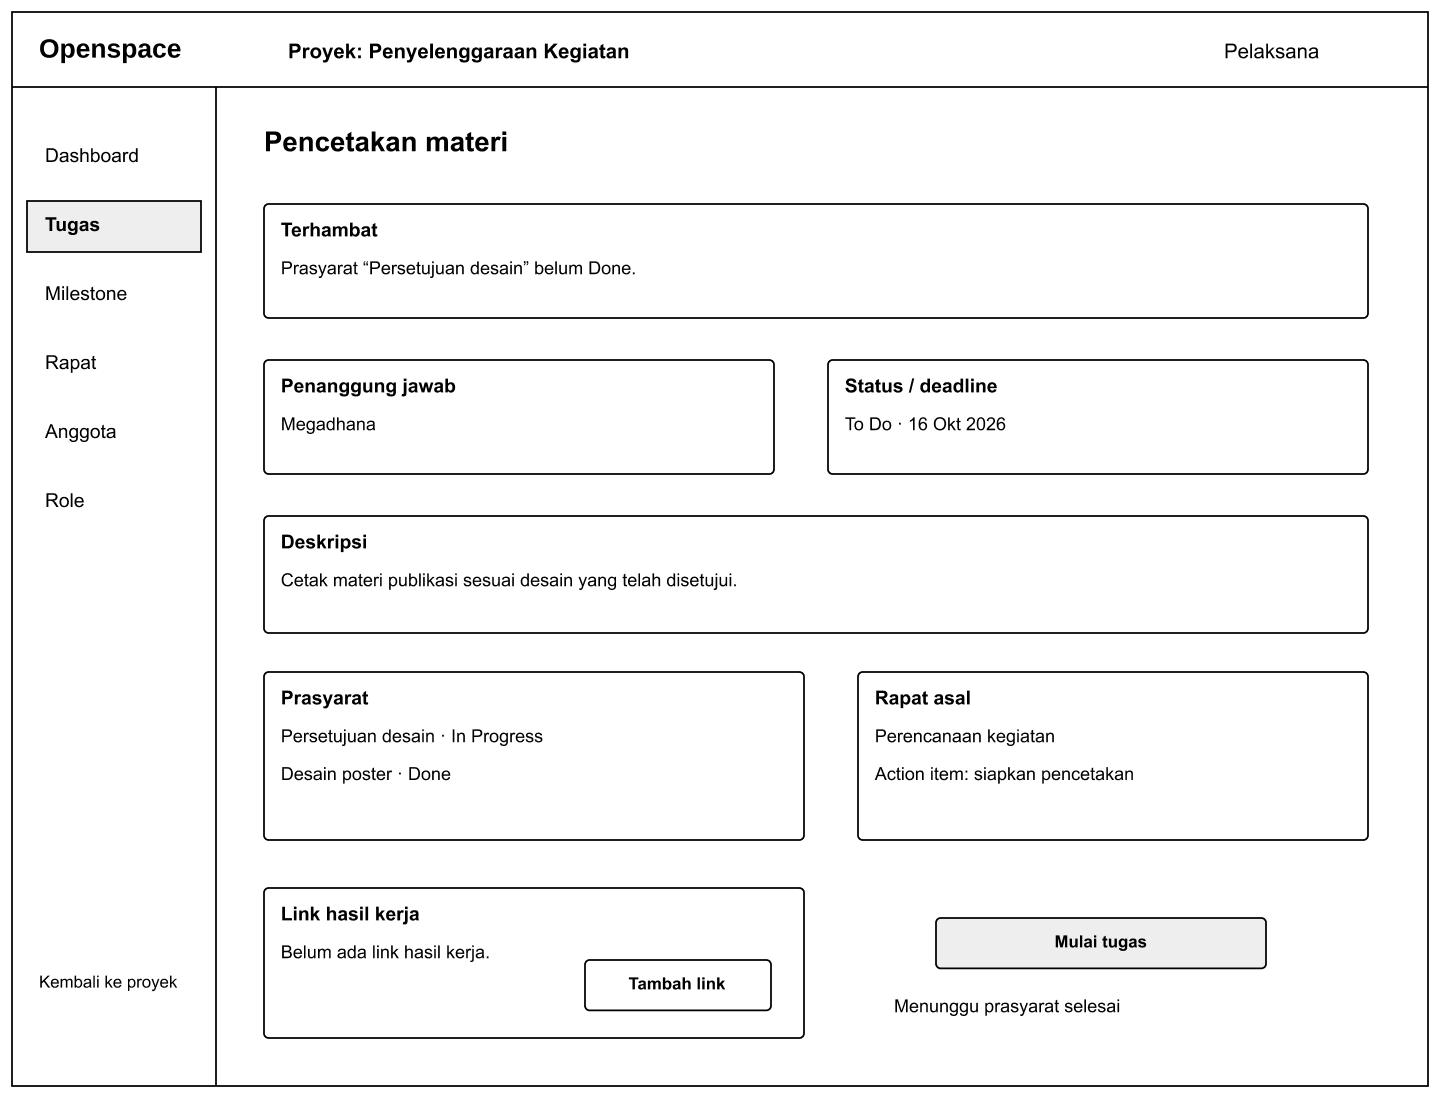 Openspace
Proyek: Penyelenggaraan Kegiatan
Pelaksana
Dashboard
Tugas
Milestone
Rapat
Anggota
Role
Kembali ke proyek
Pencetakan materi
Terhambat
Prasyarat “Persetujuan desain” belum Done.
Penanggung jawab
Megadhana
Status / deadline
To Do · 16 Okt 2026
Deskripsi
Cetak materi publikasi sesuai desain yang telah disetujui.
Prasyarat
Persetujuan desain · In Progress
Desain poster · Done
Rapat asal
Perencanaan kegiatan
Action item: siapkan pencetakan
Link hasil kerja
Belum ada link hasil kerja.
Tambah link
Mulai tugas
Menunggu prasyarat selesai